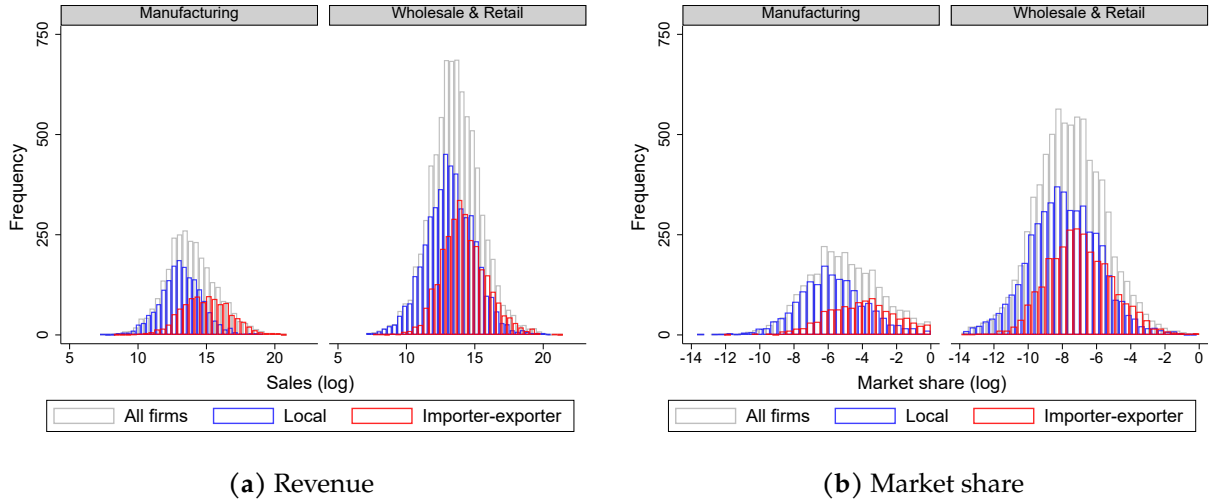 Manufacturing
Wholesale & Retail
750
500
250
0
Frequency
5 10 15 20
5 10 15 20
Sales (log)
All firms Local Importer-exporter
(a) Revenue
Manufacturing
Wholesale & Retail
750
500
250
0
Frequency
-14 -12 -10 -8 -6 -4 -2 0
-14 -12 -10 -8 -6 -4 -2 0
Market share (log)
All firms Local Importer-exporter
(b) Market share